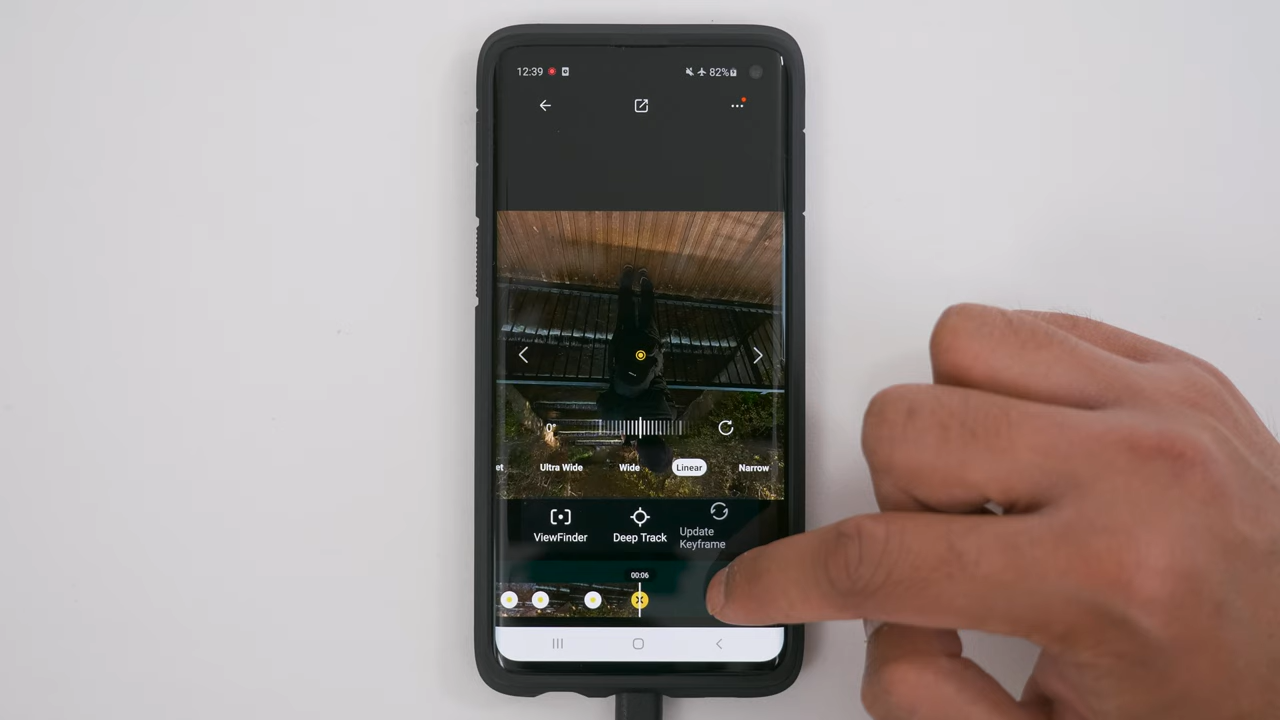 12:39
82%
0°
et
Ultra Wide
Wide
Linear
Narrow
ViewFinder
Deep Track
Update
Keyframe
00:06